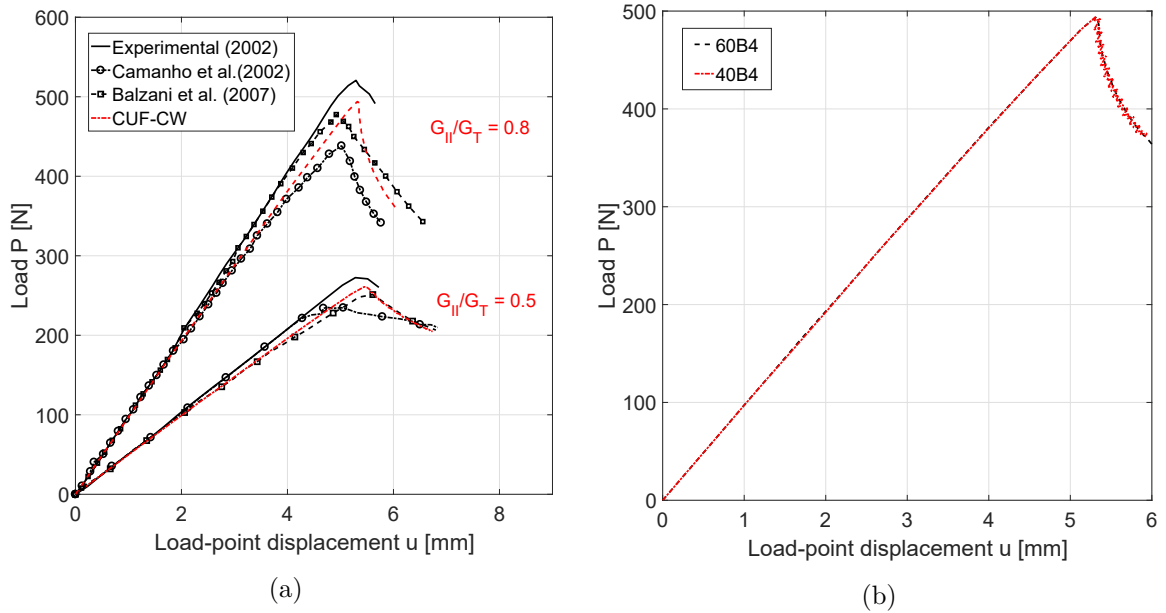 Experimental (2002)
Camanho et al.(2002)
Balzani et al. (2007)
CUF-CW
G_II/G_T = 0.8
G_II/G_T = 0.5
600
500
400
300
200
100
0
0 2 4 6 8
Load P [N]
Load-point displacement u [mm]
(a)
60B4
40B4
500
400
300
200
100
0
0 1 2 3 4 5 6
Load P [N]
Load-point displacement u [mm]
(b)